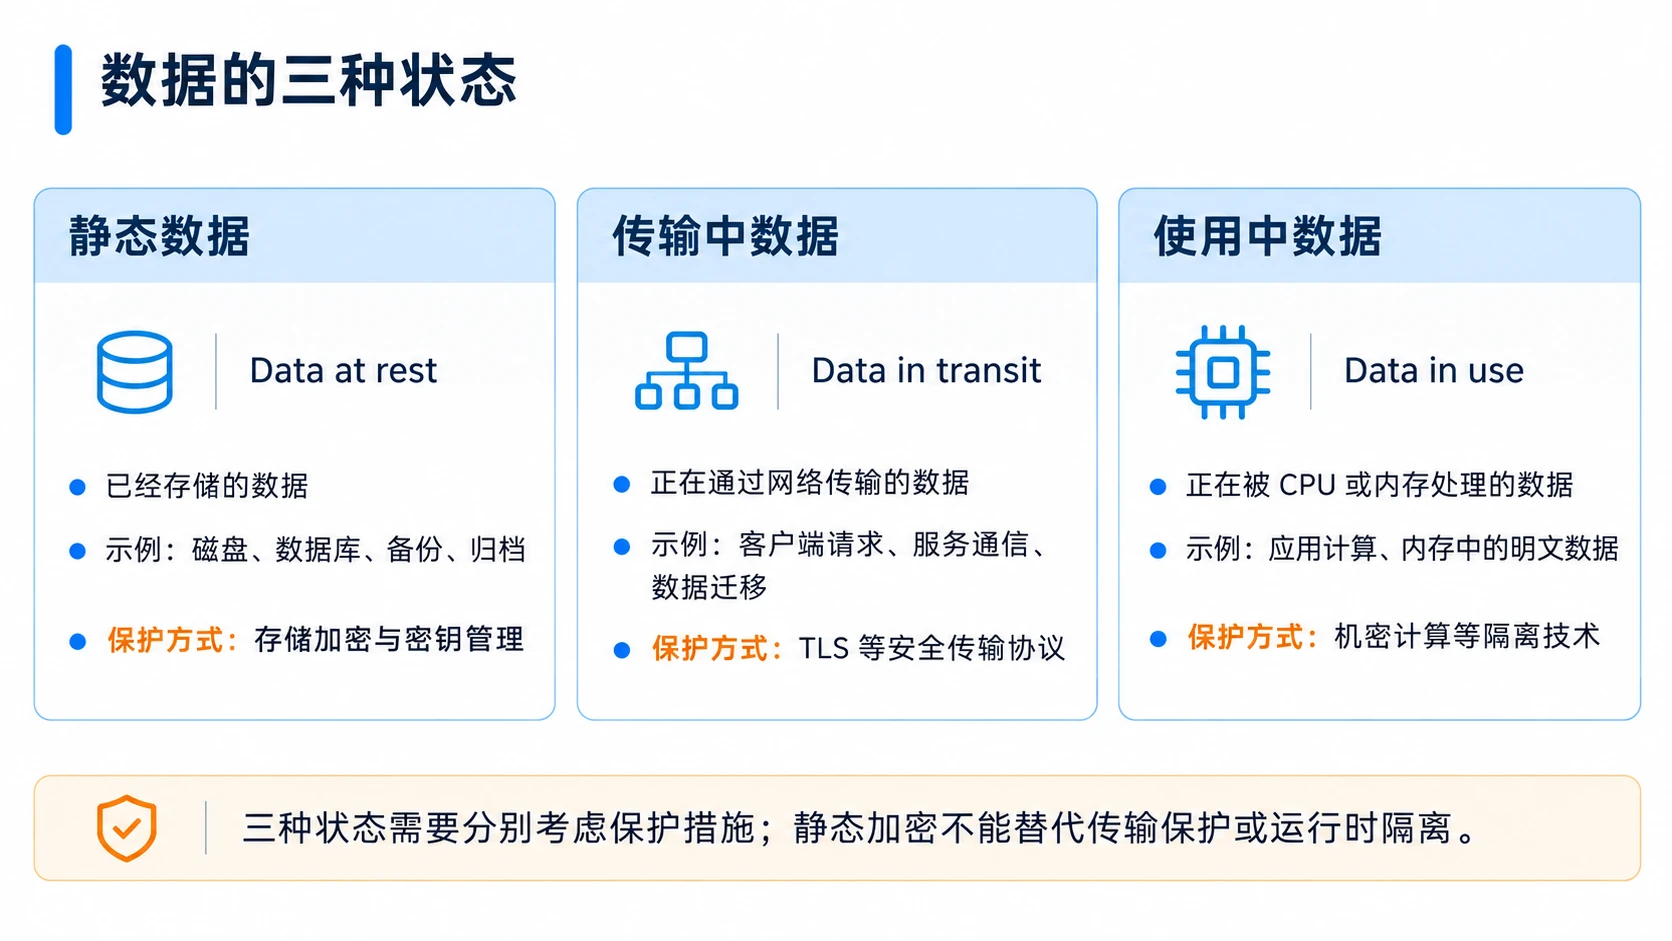 数据的三种状态
静态数据
Data at rest
已经存储的数据
示例：磁盘、数据库、备份、归档
保护方式：存储加密与密钥管理
传输中数据
Data in transit
正在通过网络传输的数据
示例：客户端请求、服务通信、
数据迁移
保护方式：TLS 等安全传输协议
使用中数据
Data in use
正在被 CPU 或内存处理的数据
示例：应用计算、内存中的明文数据
保护方式：机密计算等隔离技术
三种状态需要分别考虑保护措施；静态加密不能替代传输保护或运行时隔离。